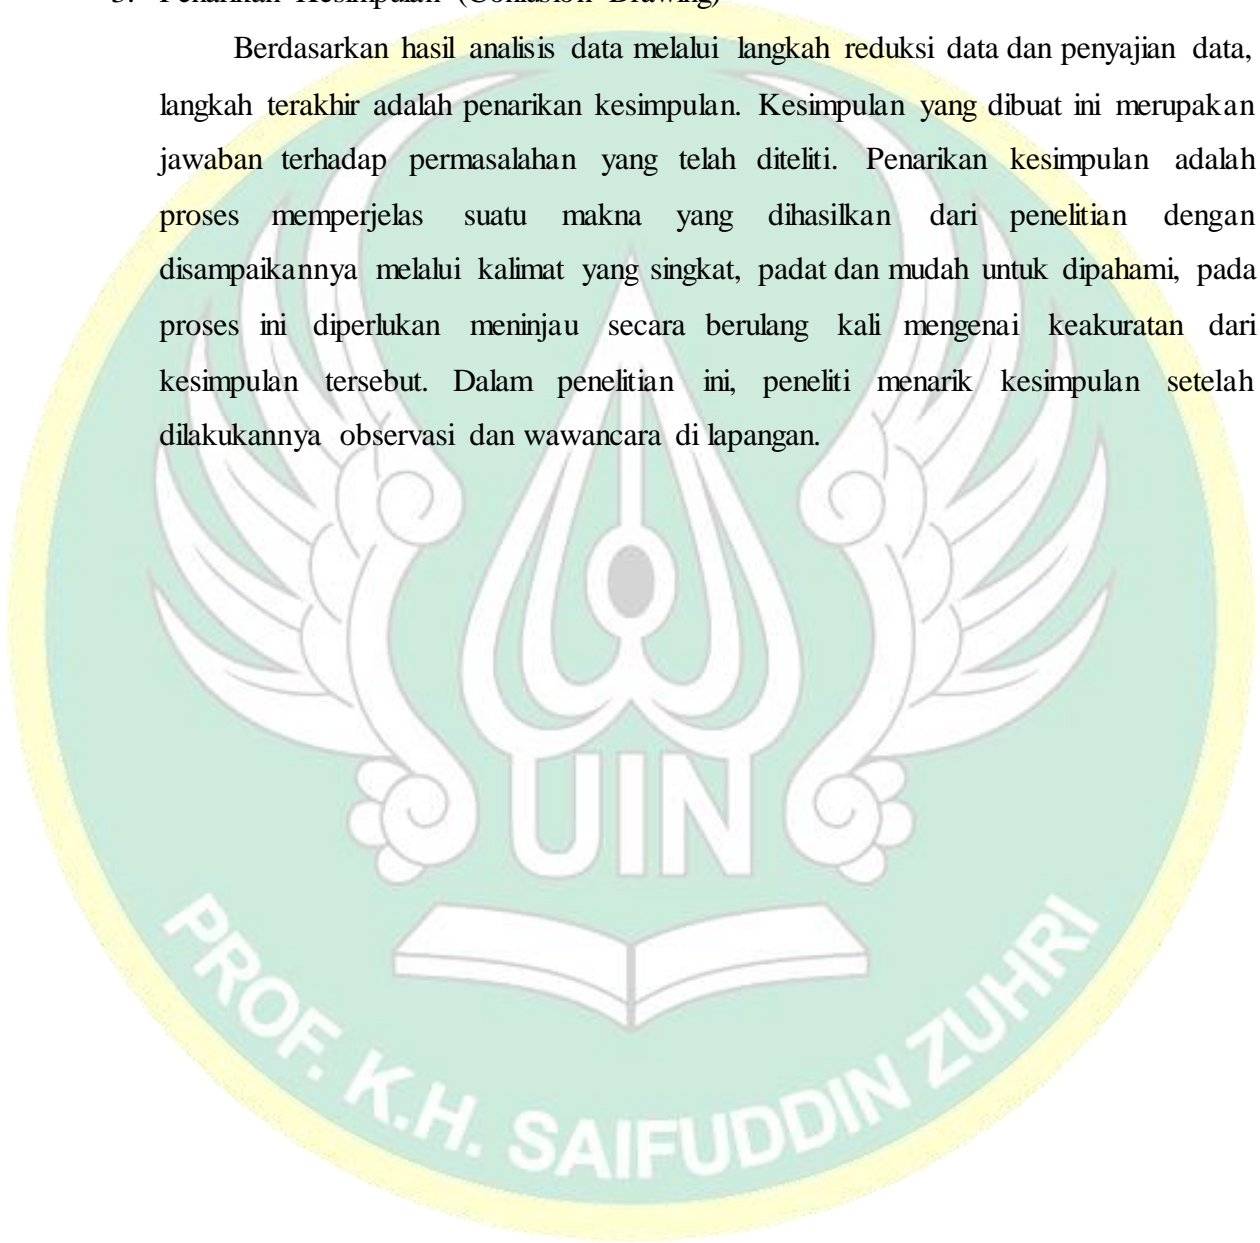 3. Penarikan Kesimpulan (Conlusion Drawing)
Berdasarkan hasil analisis data melalui langkah reduksi data dan penyajian data,
langkah terakhir adalah penarikan kesimpulan. Kesimpulan yang dibuat ini merupakan
jawaban terhadap permasalahan yang telah diteliti. Penarikan kesimpulan adalah
proses memperjelas suatu makna yang dihasilkan dari penelitian dengan
disampaikannya melalui kalimat yang singkat, padat dan mudah untuk dipahami, pada
proses ini diperlukan meninjau secara berulang kali mengenai keakuratan dari
kesimpulan tersebut. Dalam penelitian ini, peneliti menarik kesimpulan setelah
dilakukannya observasi dan wawancara di lapangan.
UIN
PROF. K.H. SAIFUDDIN ZUHRI